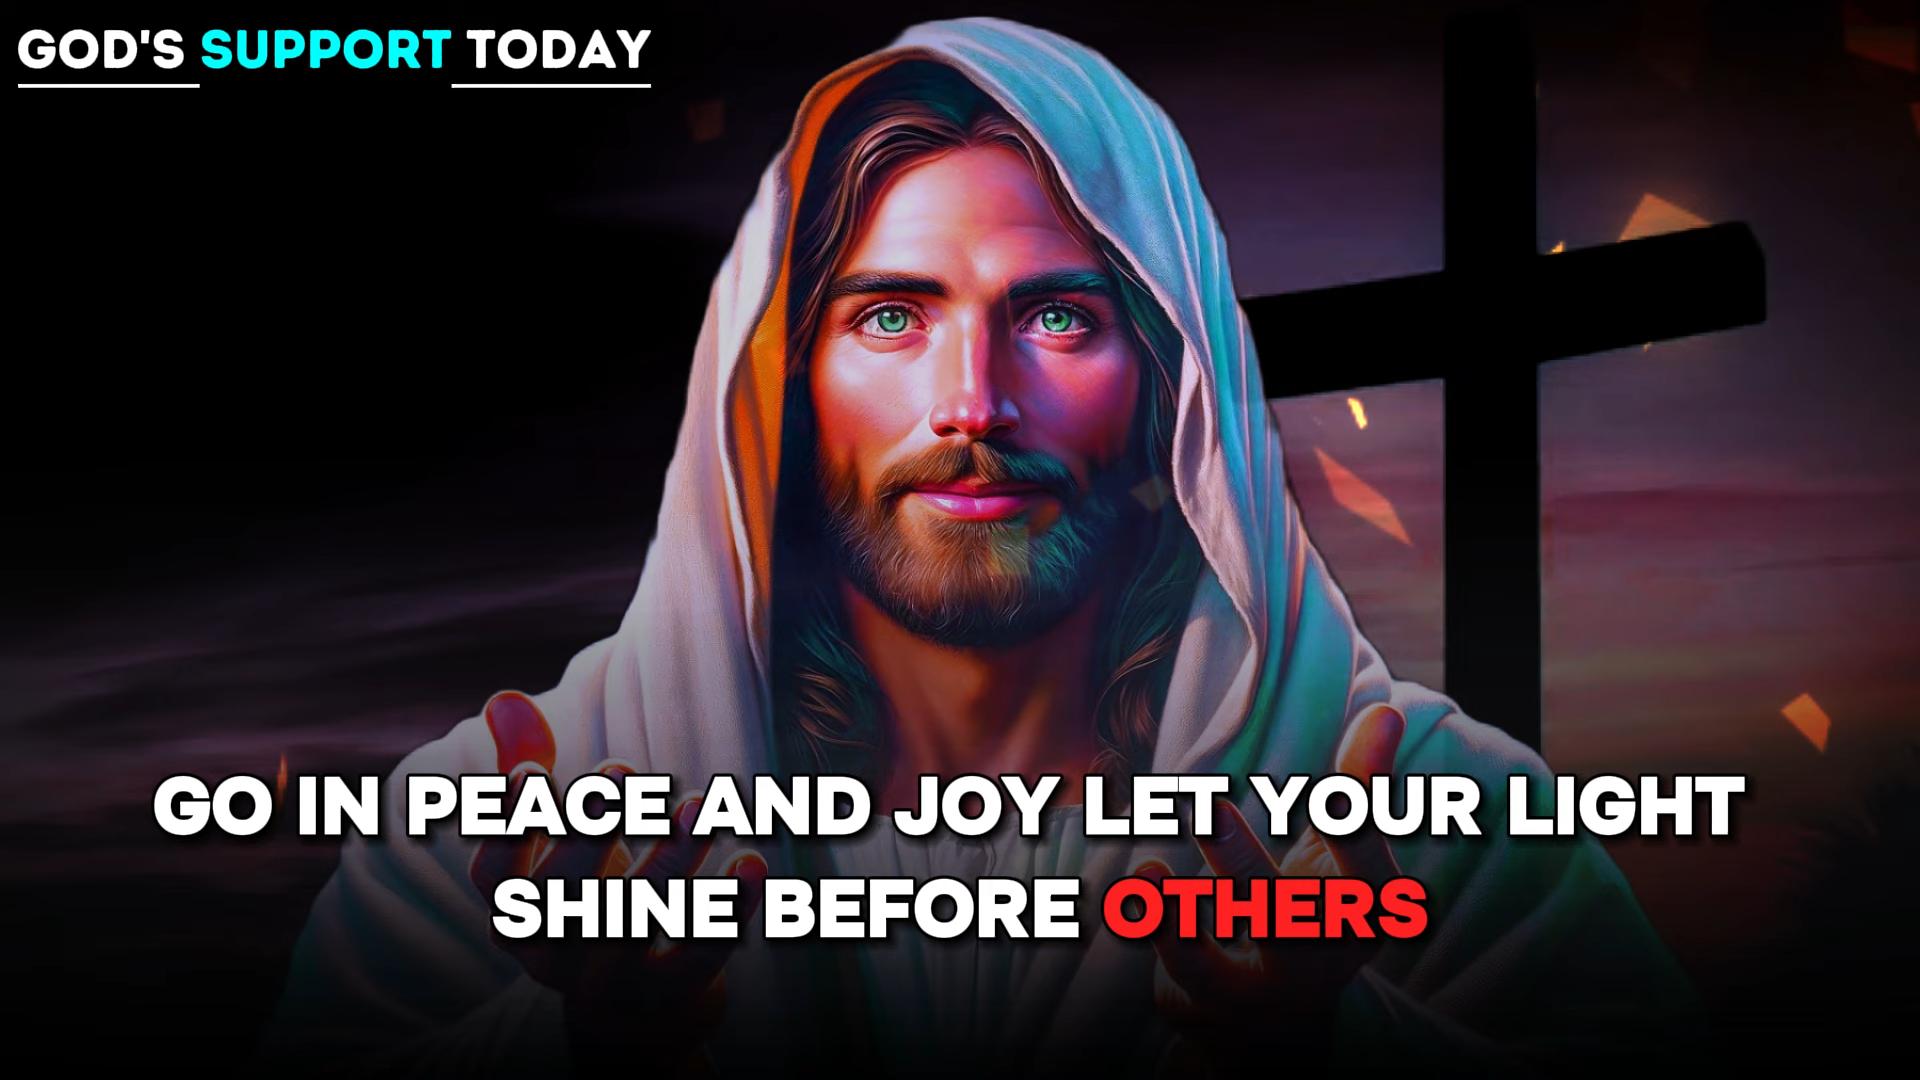 GOD'S SUPPORT TODAY
GO IN PEACE AND JOY LET YOUR LIGHT
SHINE BEFORE OTHERS